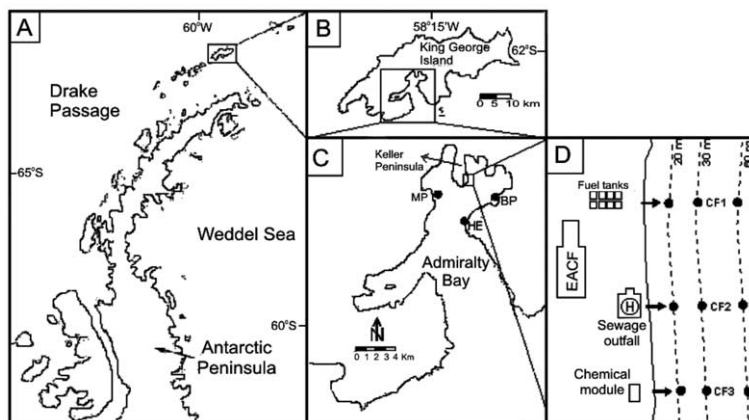 A
60°W
Drake
Passage
65°S
Weddel Sea
60°S
Antarctic
Peninsula
B
58°15'W
King George
Island
62°S
0 5 10 km
C
Keller
Peninsula
MP
BP
HE
Admiralty
Bay
N
0 1 2 3 4 Km
D
20 m
30 m
Fuel tanks
CF1
EACF
H
CF2
Sewage
outfall
Chemical
module
CF3